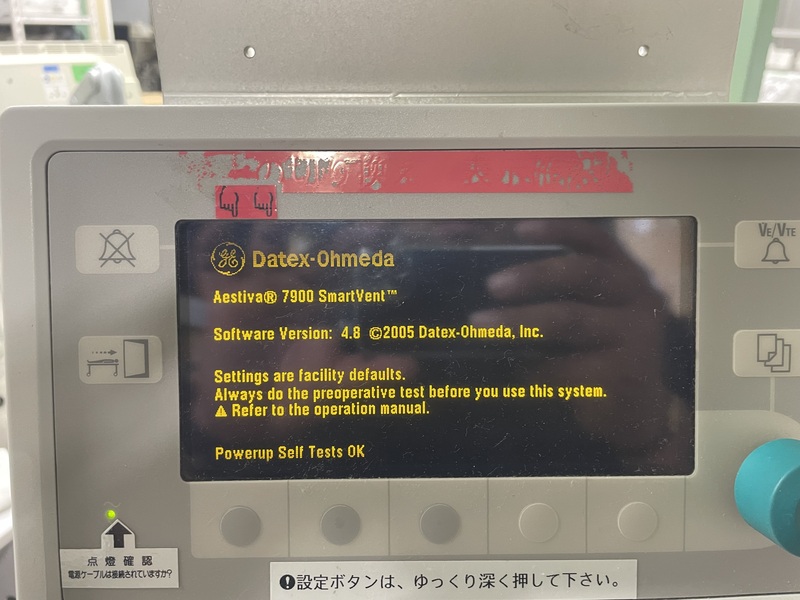 Datex-Ohmeda
Aestiva® 7900 SmartVent™
Software Version: 4.8 ©2005 Datex-Ohmeda, Inc.
Settings are facility defaults.
Always do the preoperative test before you use this system.
Refer to the operation manual.
Powerup Self Tests OK
VE/VTE
点燈確認
電源ケーブルは接続されていますか?
設定ボタンは、ゆっくり深く押して下さい。